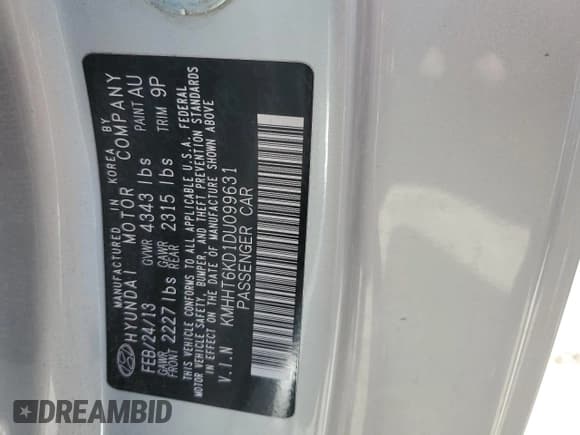 MANUFACTURED IN KOREA BY
HYUNDAI MOTOR COMPANY
FEB/24/13 GVWR 4343 lbs PAINT AU
GAWR FRONT 2227 lbs GAWR REAR 2315 lbs TRIM 9P
THIS VEHICLE CONFORMS TO ALL APPLICABLE U.S.A. FEDERAL
MOTOR VEHICLE SAFETY, BUMPER, AND THEFT PREVENTION STANDARDS
IN EFFECT ON THE DATE OF MANUFACTURE SHOWN ABOVE
V.I.N KMHHT6KD1DU099631
PASSENGER CAR
DREAMBID